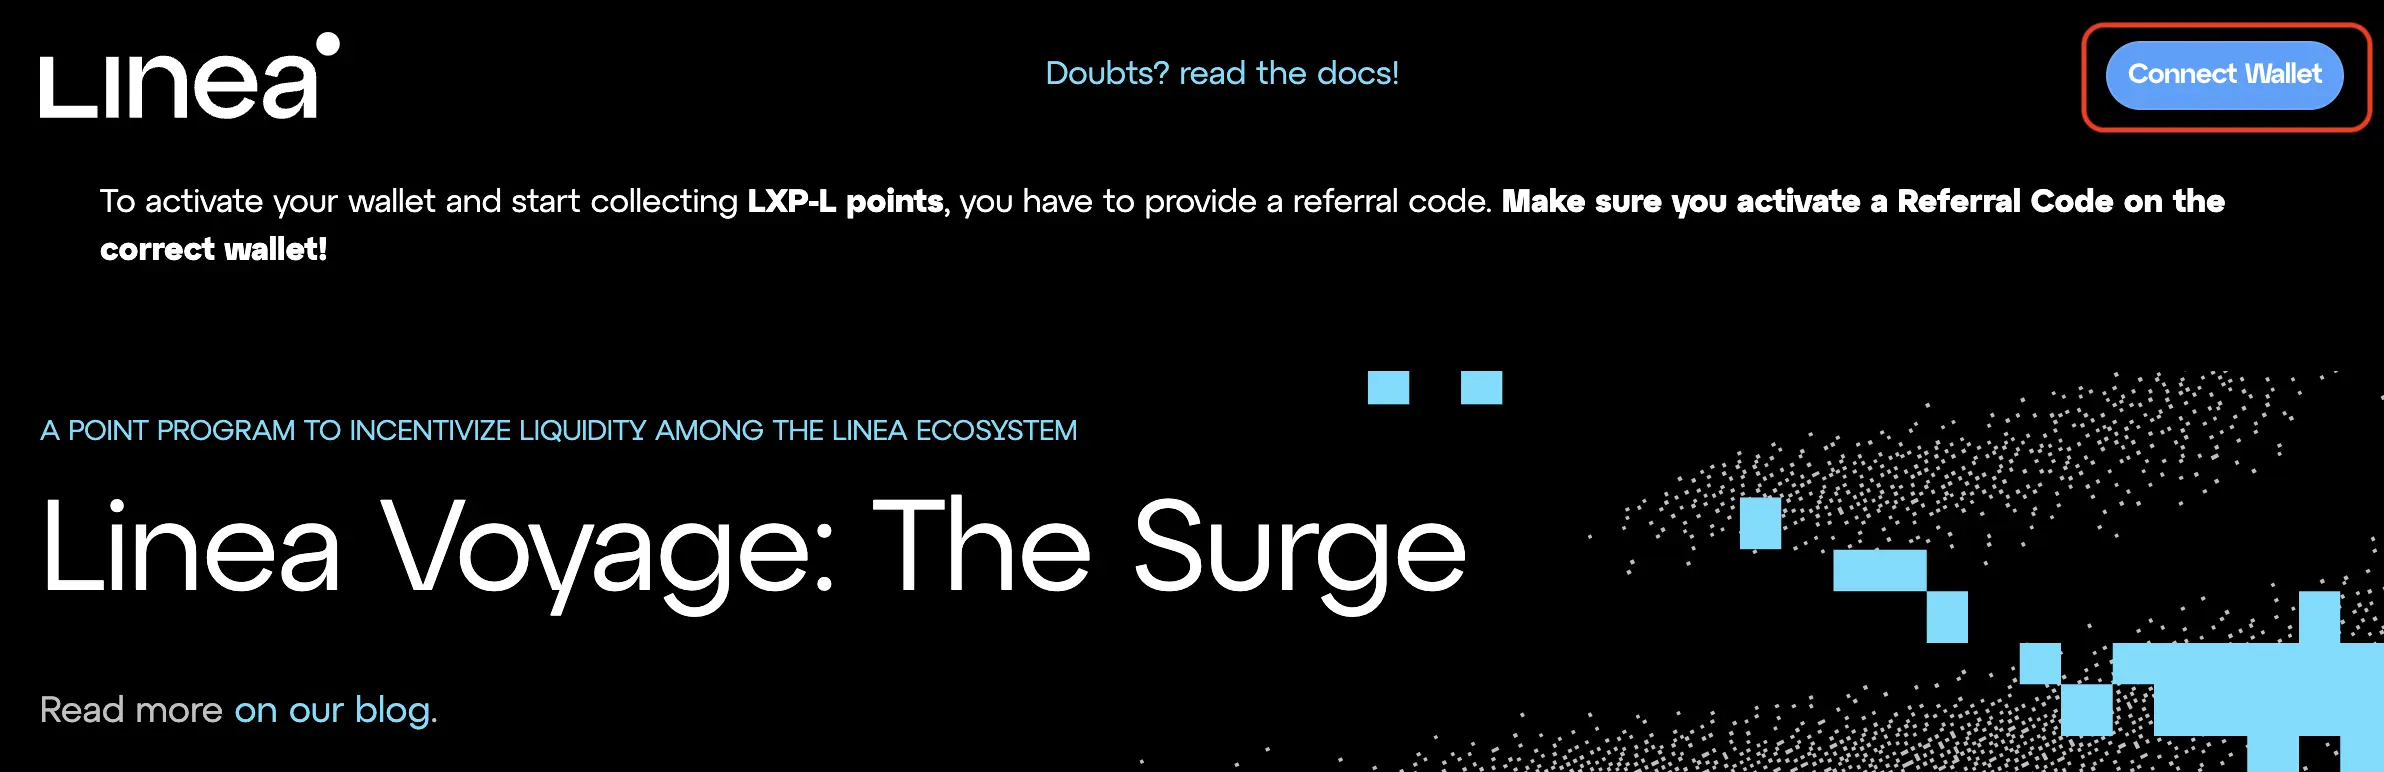 Linea
Doubts? read the docs!
Connect Wallet
To activate your wallet and start collecting LXP-L points, you have to provide a referral code. Make sure you activate a Referral Code on the
correct wallet!
A POINT PROGRAM TO INCENTIVIZE LIQUIDITY AMONG THE LINEA ECOSYSTEM
Linea Voyage: The Surge
Read more on our blog.